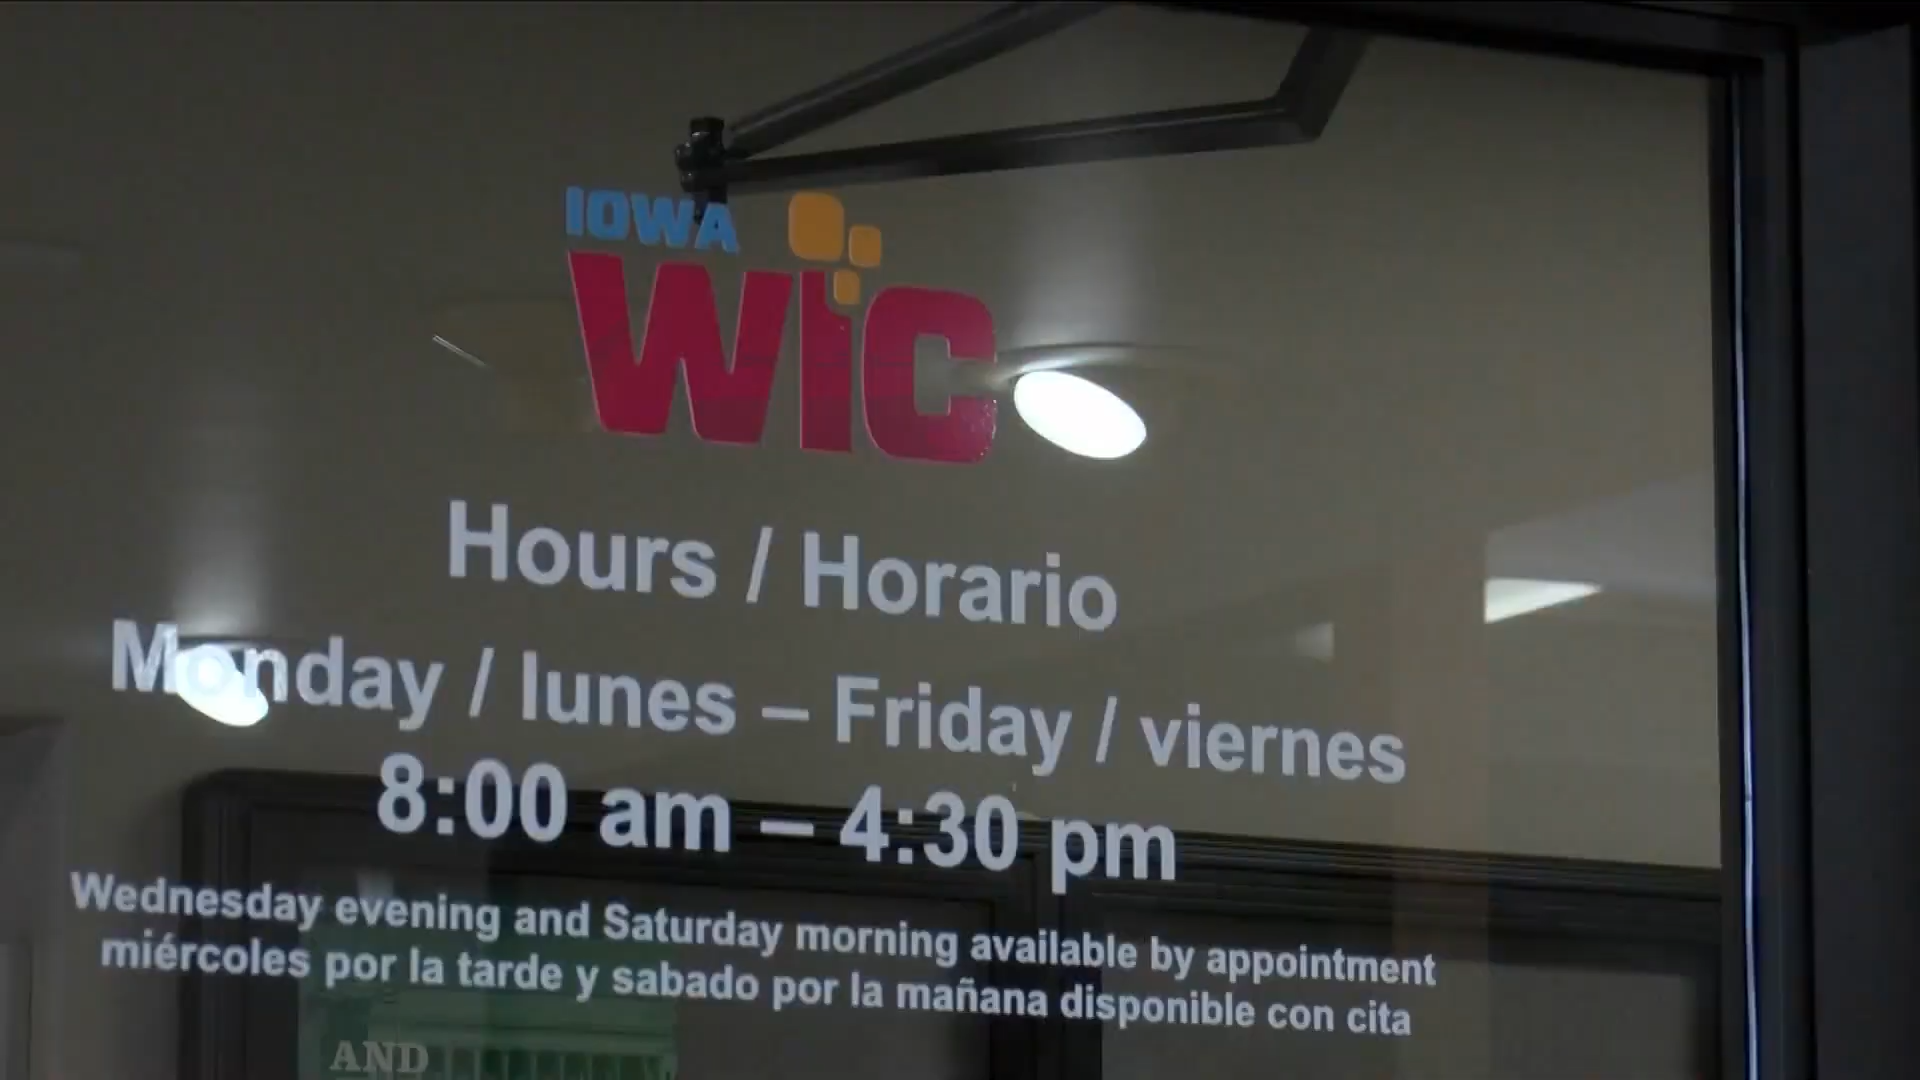 IOWA
WIC
Hours / Horario
Monday / lunes – Friday / viernes
8:00 am – 4:30 pm
Wednesday evening and Saturday morning available by appointment
miércoles por la tarde y sabado por la mañana disponible con cita
AND